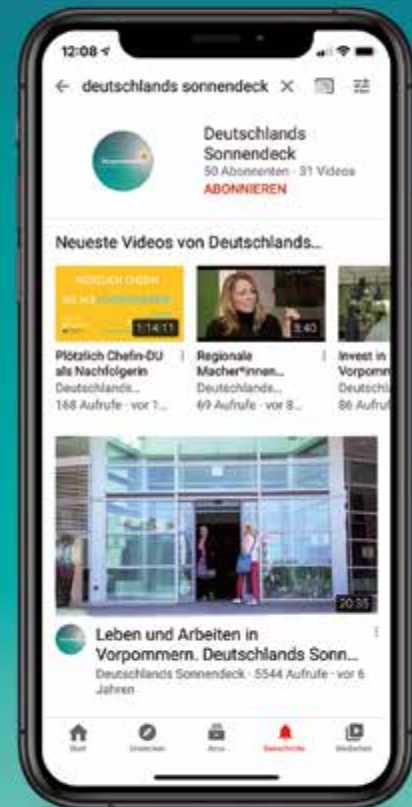 12:08
deutschlands sonnendeck
Deutschlands
Sonnendeck
50 Abonnenten · 31 Videos
ABONNIEREN
Neueste Videos von Deutschlands...
PLÖTZLICH CHEFIN
1:14:11
5:40
Plötzlich Chefin-DU
als Nachfolgerin
Deutschlands...
168 Aufrufe · vor 1...
Regionale
Macher*innen...
Deutschlands...
69 Aufrufe · vor 8...
Invest in
Vorpomm
Deutschl
86 Aufruf
20:35
Leben und Arbeiten in
Vorpommern. Deutschlands Sonn...
Deutschlands Sonnendeck · 5544 Aufrufe · vor 6
Jahren
Start
Entdecken
Abos
Mediathek